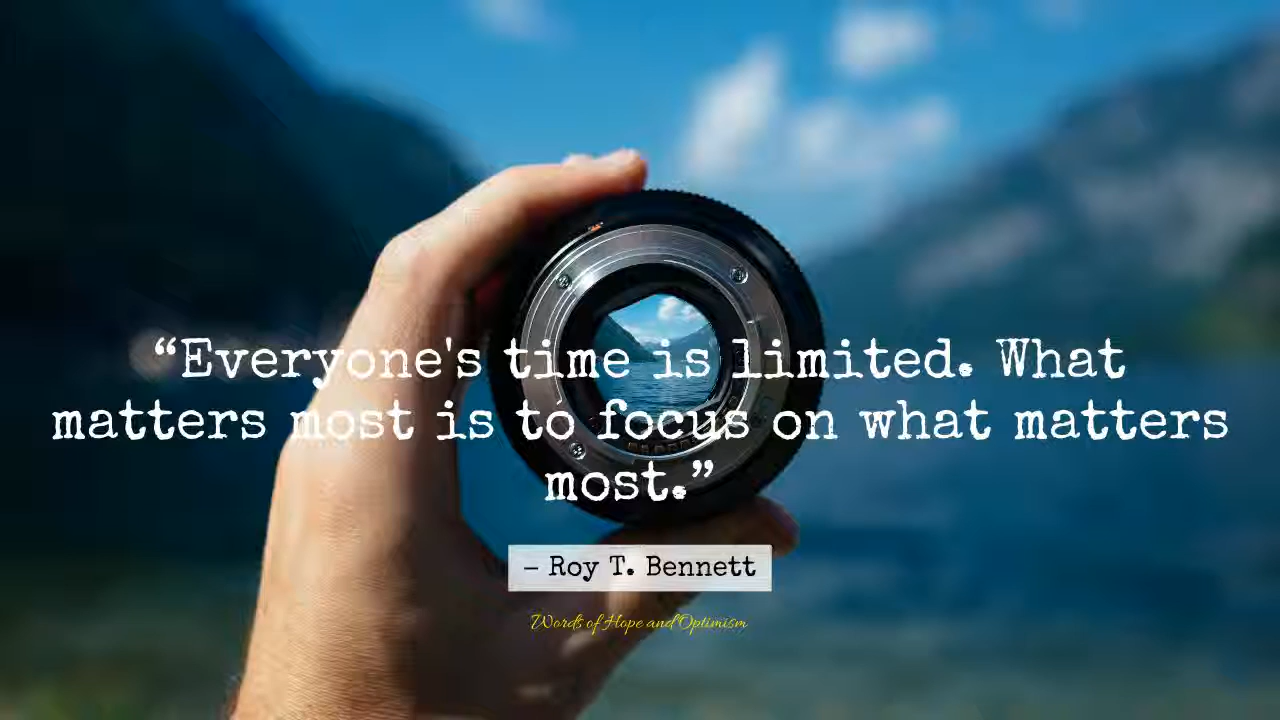 “Everyone's time is limited. What
matters most is to focus on what matters
most.”
– Roy T. Bennett
Words of Hope and Optimism